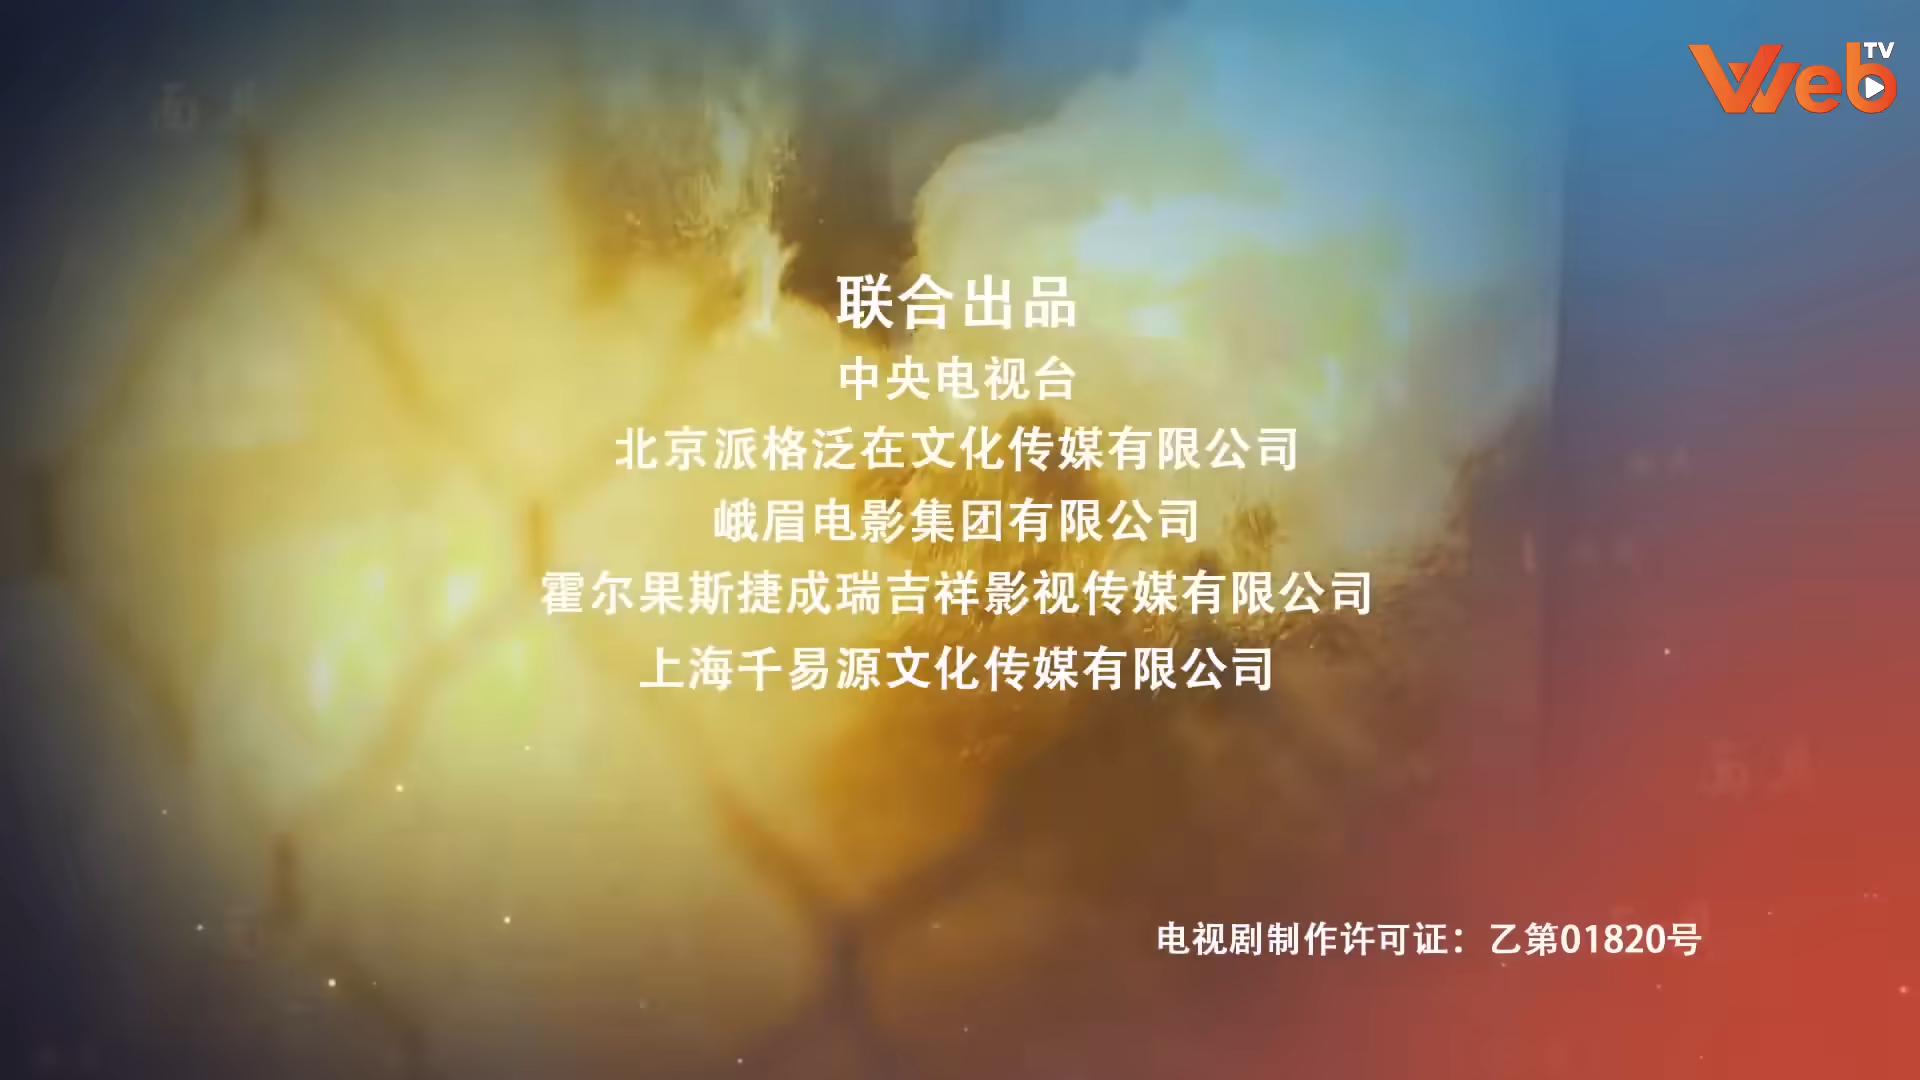 WebTV
联合出品
中央电视台
北京派格泛在文化传媒有限公司
峨眉电影集团有限公司
霍尔果斯捷成瑞吉祥影视传媒有限公司
上海千易源文化传媒有限公司
电视剧制作许可证：乙第01820号